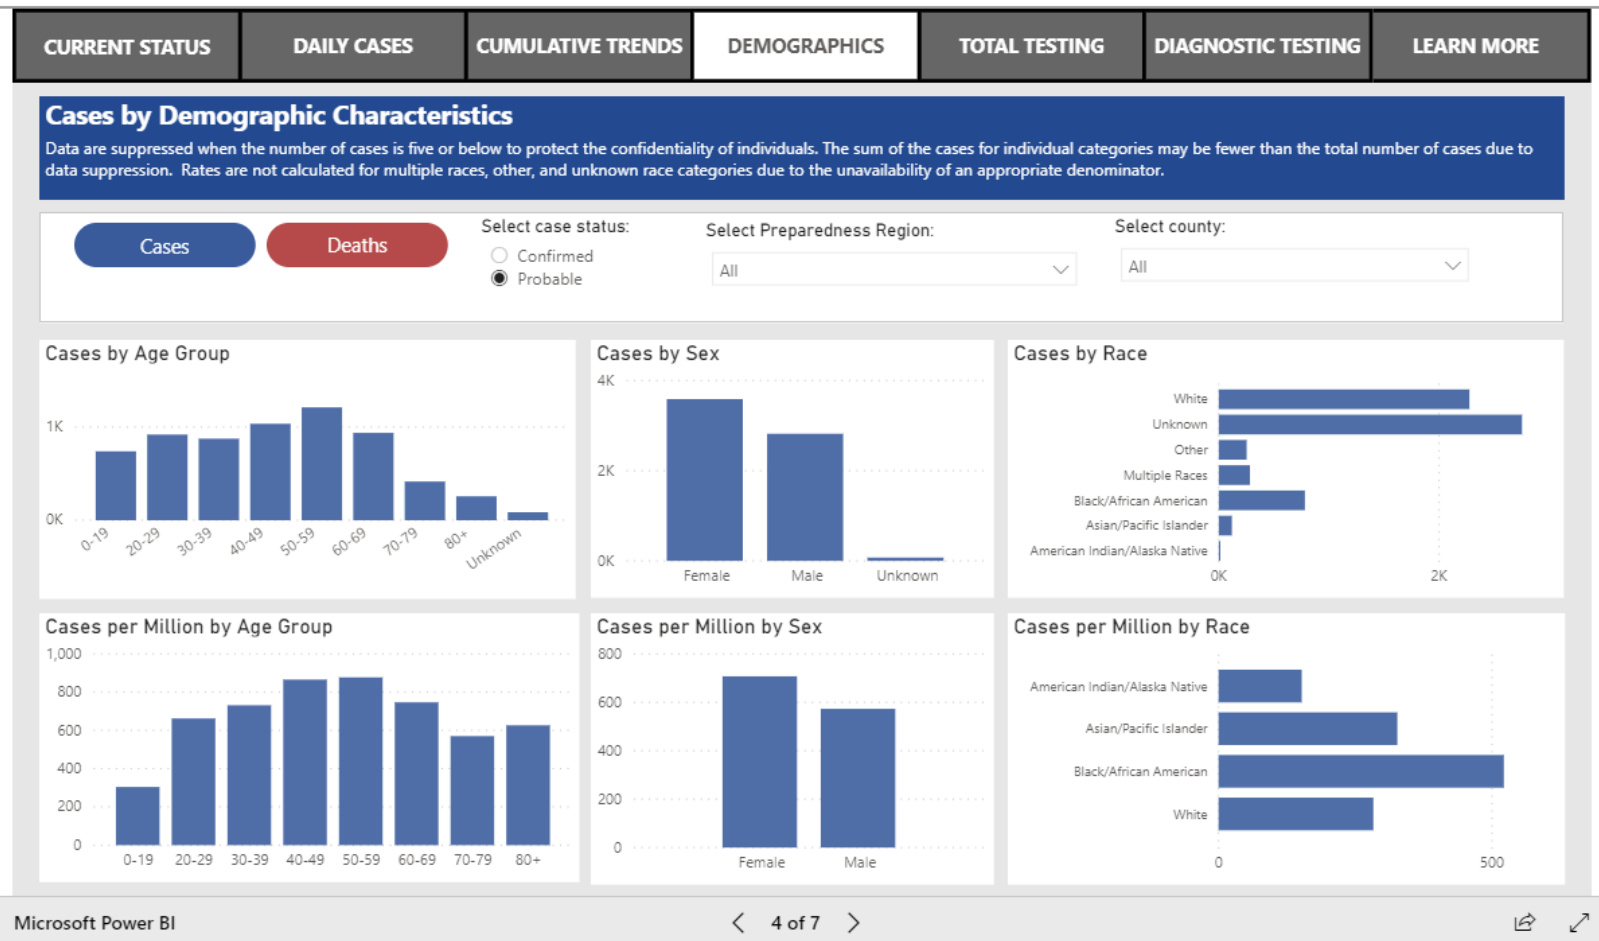 CURRENT STATUS
DAILY CASES
CUMULATIVE TRENDS
DEMOGRAPHICS
TOTAL TESTING
DIAGNOSTIC TESTING
LEARN MORE
Cases by Demographic Characteristics
Data are suppressed when the number of cases is five or below to protect the confidentiality of individuals. The sum of the cases for individual categories may be fewer than the total number of cases due to
data suppression. Rates are not calculated for multiple races, other, and unknown race categories due to the unavailability of an appropriate denominator.
Cases
Deaths
Select case status:
Confirmed
Probable
Select Preparedness Region:
All
Select county:
All
Cases by Age Group
1K
0K
0-19
20-29
30-39
40-49
50-59
60-69
70-79
80+
Unknown
Cases by Sex
4K
2K
0K
Female
Male
Unknown
Cases by Race
White
Unknown
Other
Multiple Races
Black/African American
Asian/Pacific Islander
American Indian/Alaska Native
0K
2K
Cases per Million by Age Group
1,000
800
600
400
200
0
0-19
20-29
30-39
40-49
50-59
60-69
70-79
80+
Cases per Million by Sex
800
600
400
200
0
Female
Male
Cases per Million by Race
American Indian/Alaska Native
Asian/Pacific Islander
Black/African American
White
0
500
Microsoft Power BI
4 of 7